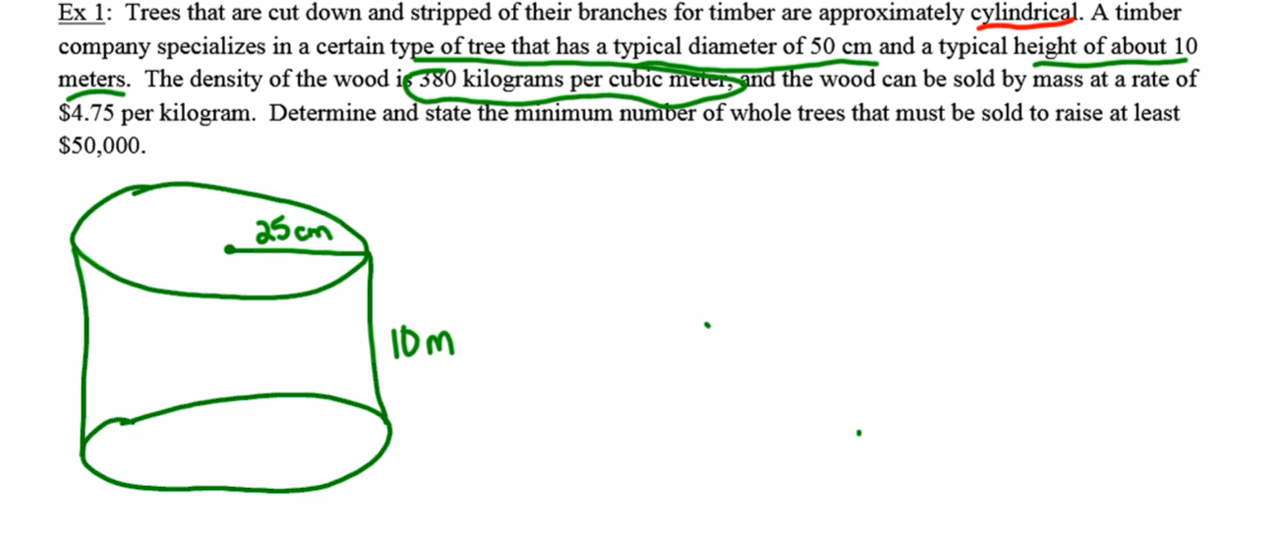 Ex 1: Trees that are cut down and stripped of their branches for timber are approximately cylindrical. A timber
company specializes in a certain type of tree that has a typical diameter of 50 cm and a typical height of about 10
meters. The density of the wood is 380 kilograms per cubic meter, and the wood can be sold by mass at a rate of
$4.75 per kilogram. Determine and state the minimum number of whole trees that must be sold to raise at least
$50,000.
25cm
10m